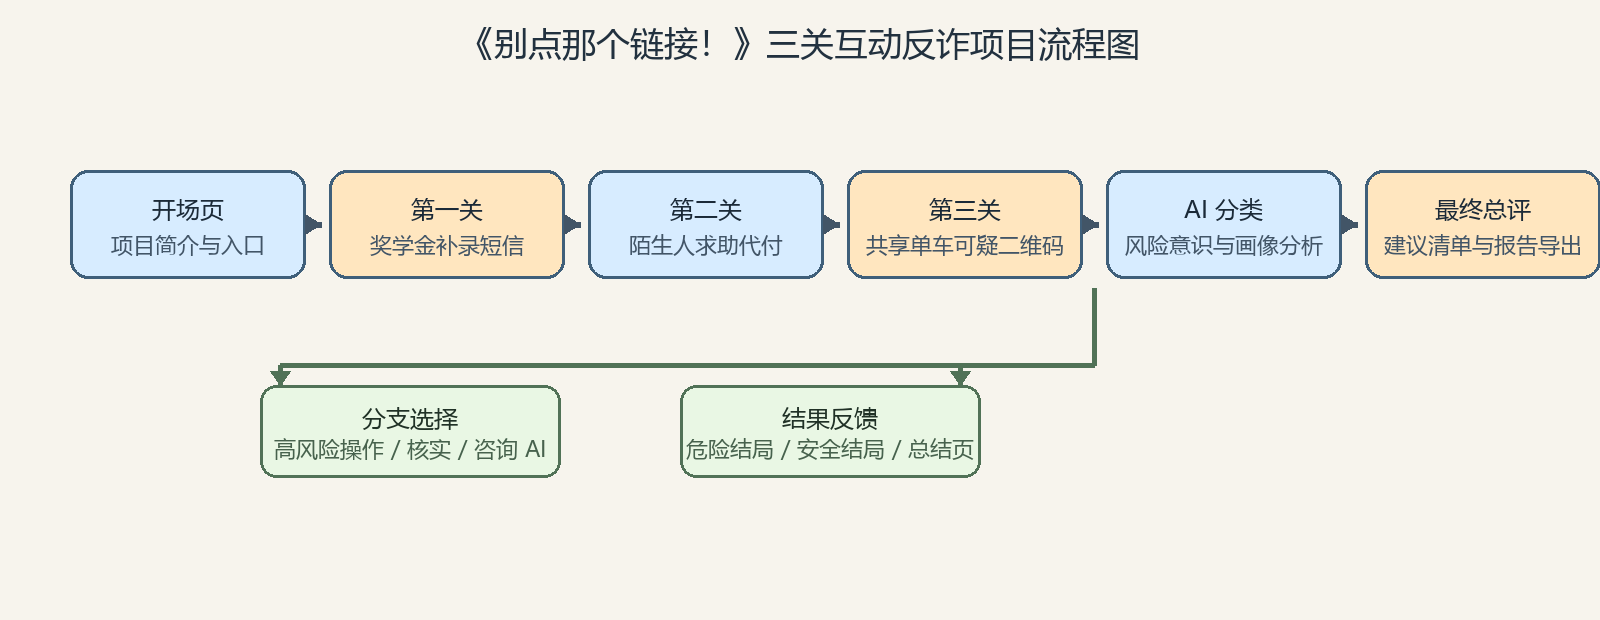 《别点那个链接！》三关互动反诈项目流程图
开场页
项目简介与入口
第一关
奖学金补录短信
第二关
陌生人求助代付
第三关
共享单车可疑二维码
AI 分类
风险意识与画像分析
最终总评
建议清单与报告导出
分支选择
高风险操作 / 核实 / 咨询 AI
结果反馈
危险结局 / 安全结局 / 总结页